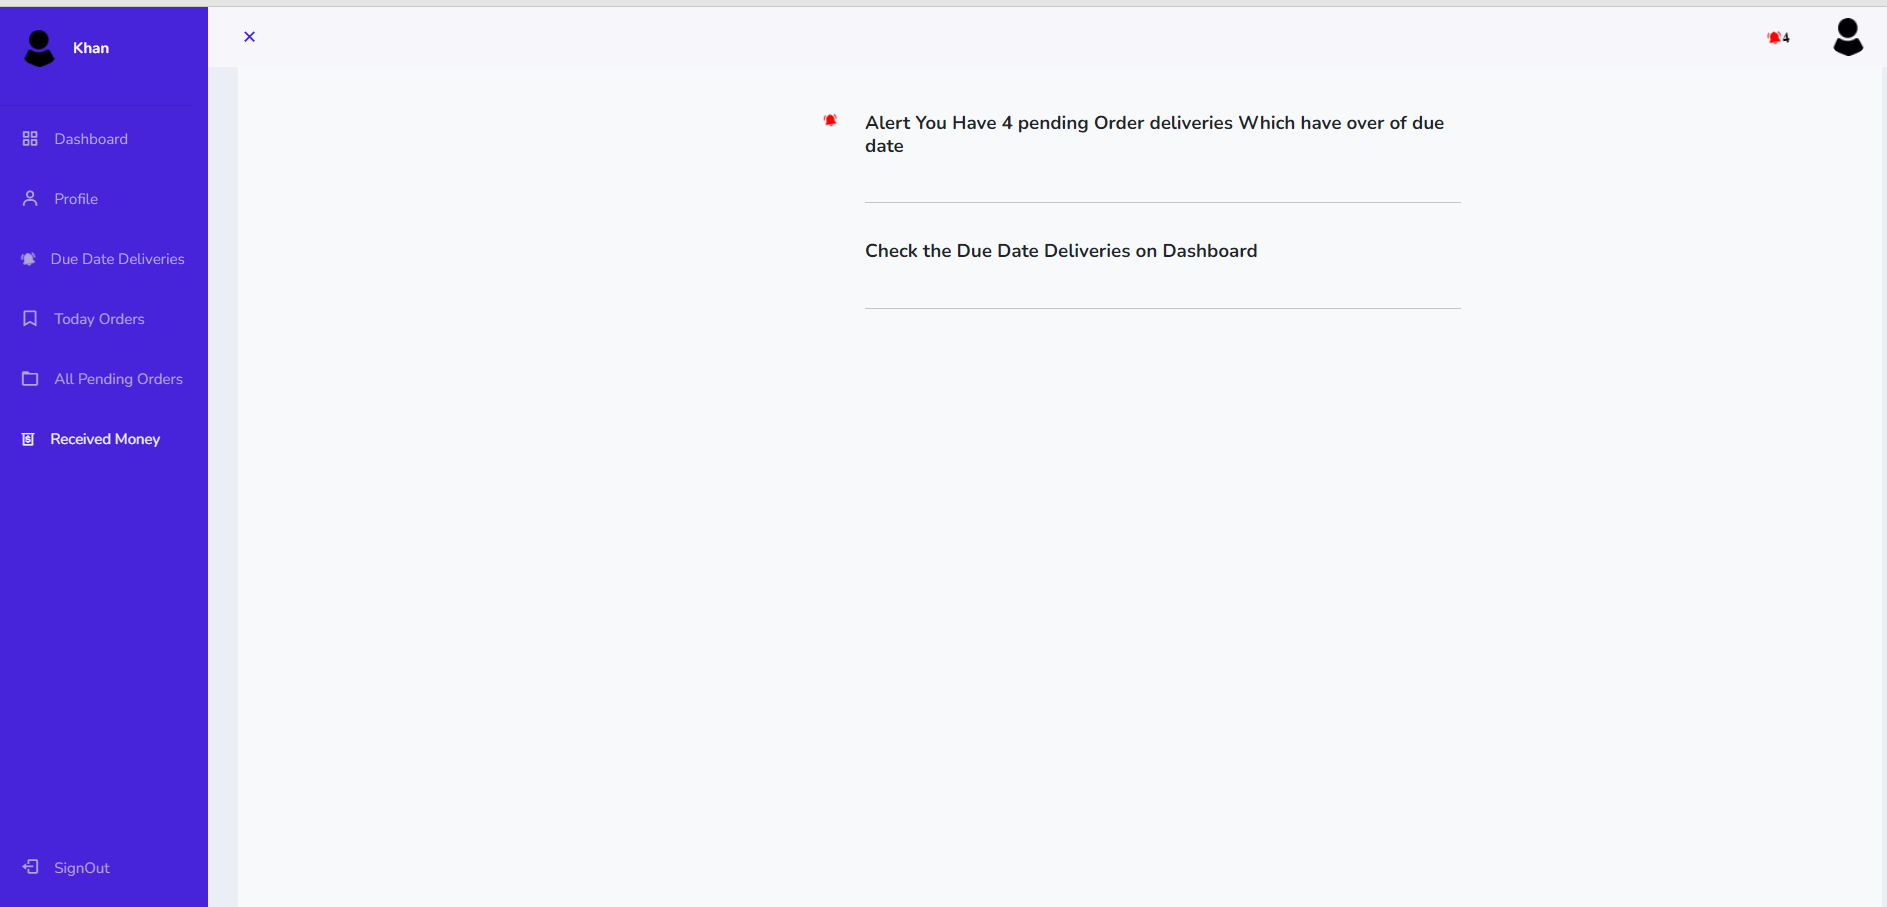 Khan
4
Dashboard
Profile
Due Date Deliveries
Today Orders
All Pending Orders
Received Money
SignOut
Alert You Have 4 pending Order deliveries Which have over of due
date
Check the Due Date Deliveries on Dashboard